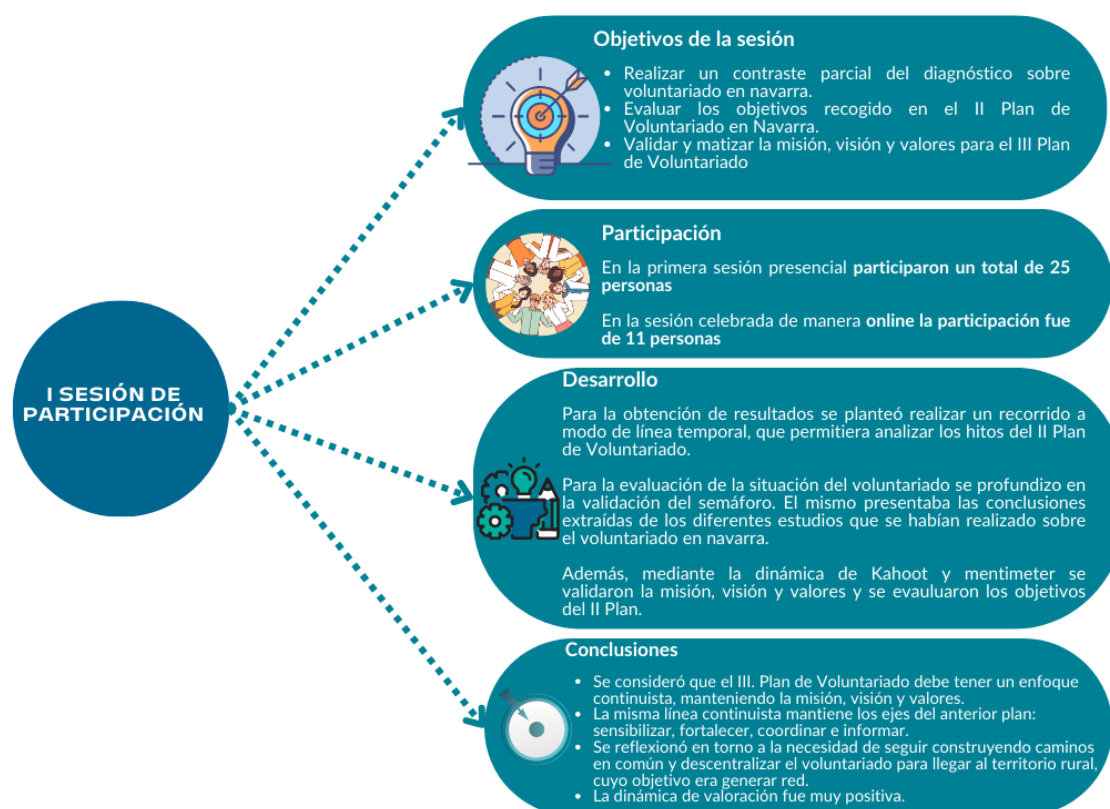 Objetivos de la sesión
• Realizar un contraste parcial del diagnóstico sobre
voluntariado en navarra.
• Evaluar los objetivos recogido en el II Plan de
Voluntariado en Navarra.
• Validar y matizar la misión, visión y valores para el III Plan
de Voluntariado
Participación
En la primera sesión presencial participaron un total de 25
personas
En la sesión celebrada de manera online la participación fue
de 11 personas
I SESIÓN DE
PARTICIPACIÓN
Desarrollo
Para la obtención de resultados se planteó realizar un recorrido a
modo de línea temporal, que permitiera analizar los hitos del II Plan
de Voluntariado.
Para la evaluación de la situación del voluntariado se profundizo en
la validación del semáforo. El mismo presentaba las conclusiones
extraídas de los diferentes estudios que se habían realizado sobre
el voluntariado en navarra.
Además, mediante la dinámica de Kahoot y mentimeter se
validaron la misión, visión y valores y se evauluaron los objetivos
del II Plan.
Conclusiones
• Se consideró que el III. Plan de Voluntariado debe tener un enfoque
continuista, manteniendo la misión, visión y valores.
• La misma línea continuista mantiene los ejes del anterior plan:
sensibilizar, fortalecer, coordinar e informar.
• Se reflexionó en torno a la necesidad de seguir construyendo caminos
en común y descentralizar el voluntariado para llegar al territorio rural,
cuyo objetivo era generar red.
• La dinámica de valoración fue muy positiva.